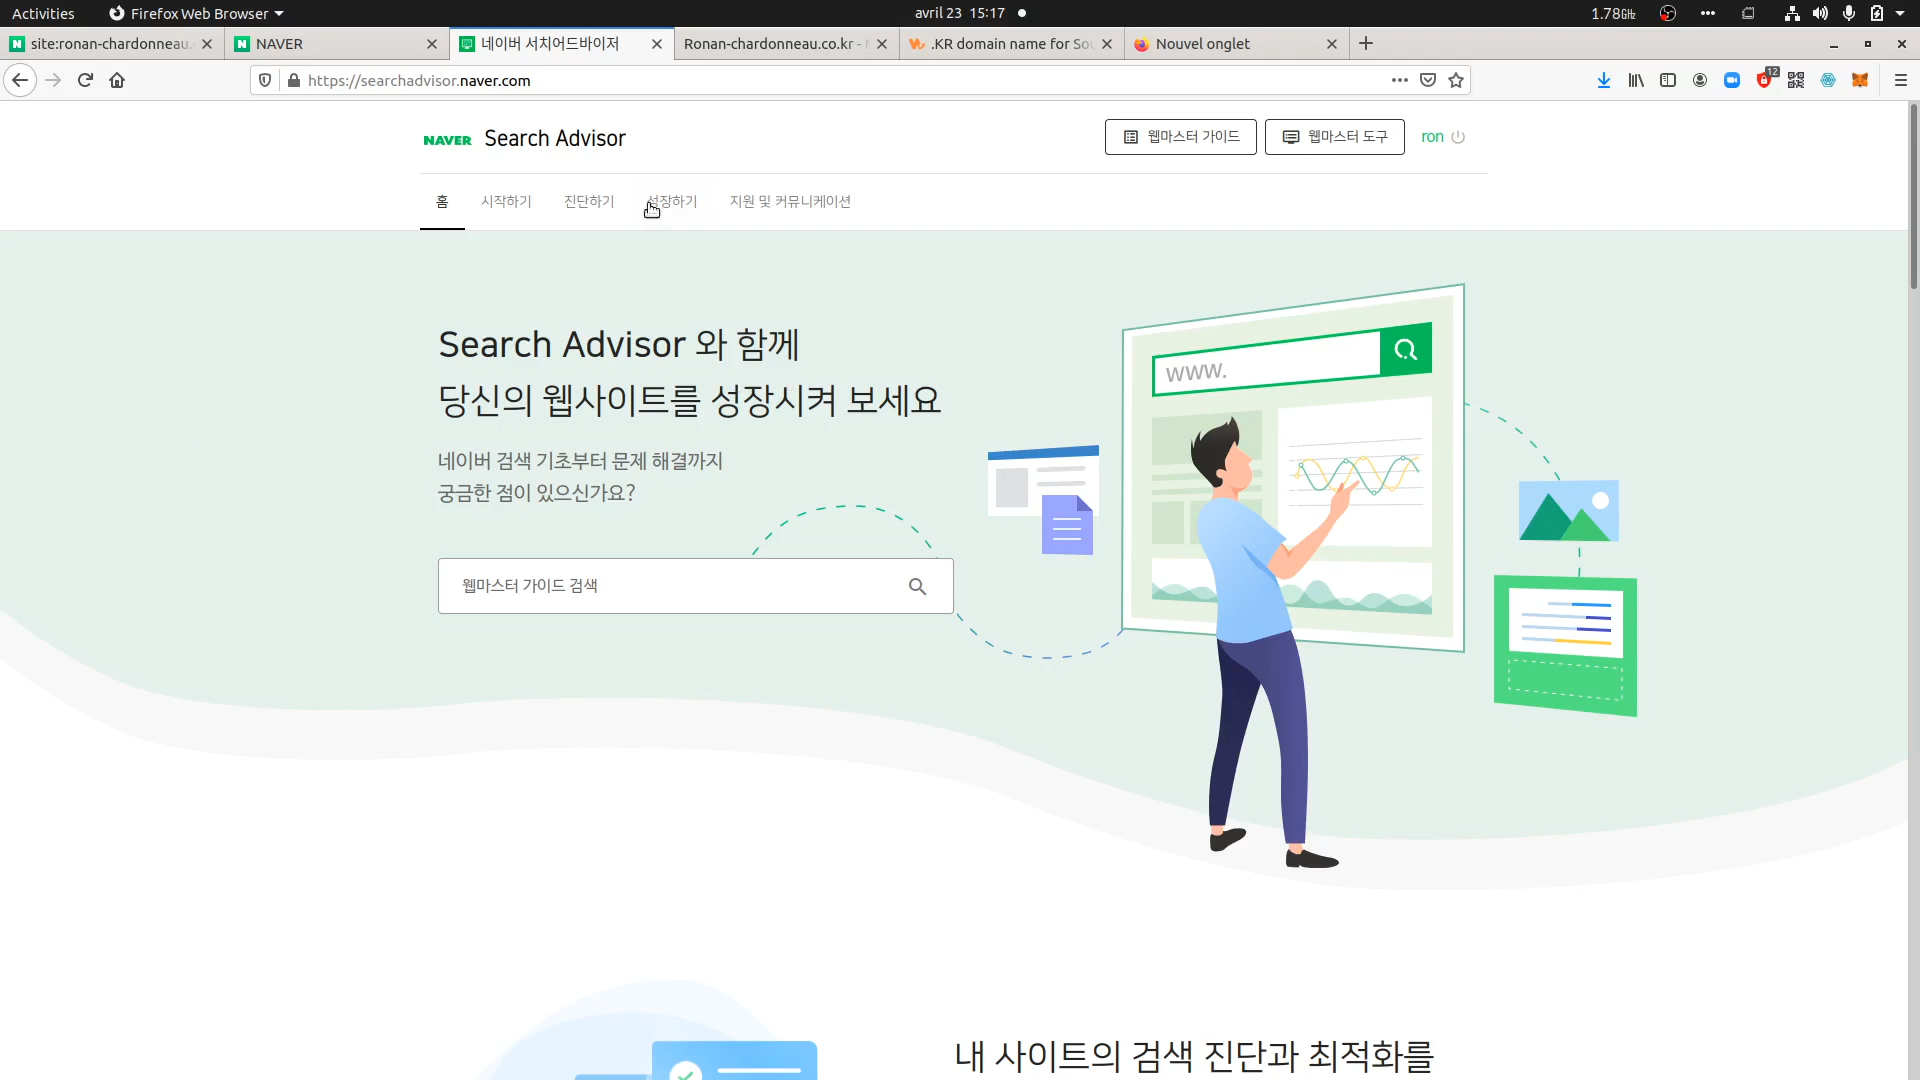 Activities
Firefox Web Browser
avril 23 15:17
1.78GHz
site:ronan-chardonneau.
NAVER
네이버 서치어드바이저
Ronan-chardonneau.co.kr -
.KR domain name for So
Nouvel onglet
https://searchadvisor.naver.com
12
NAVER Search Advisor
웹마스터 가이드
웹마스터 도구
ron
홈
시작하기
진단하기
성장하기
지원 및 커뮤니케이션
Search Advisor 와 함께
당신의 웹사이트를 성장시켜 보세요
네이버 검색 기초부터 문제 해결까지
궁금한 점이 있으신가요?
웹마스터 가이드 검색
www.
내 사이트의 검색 진단과 최적화를